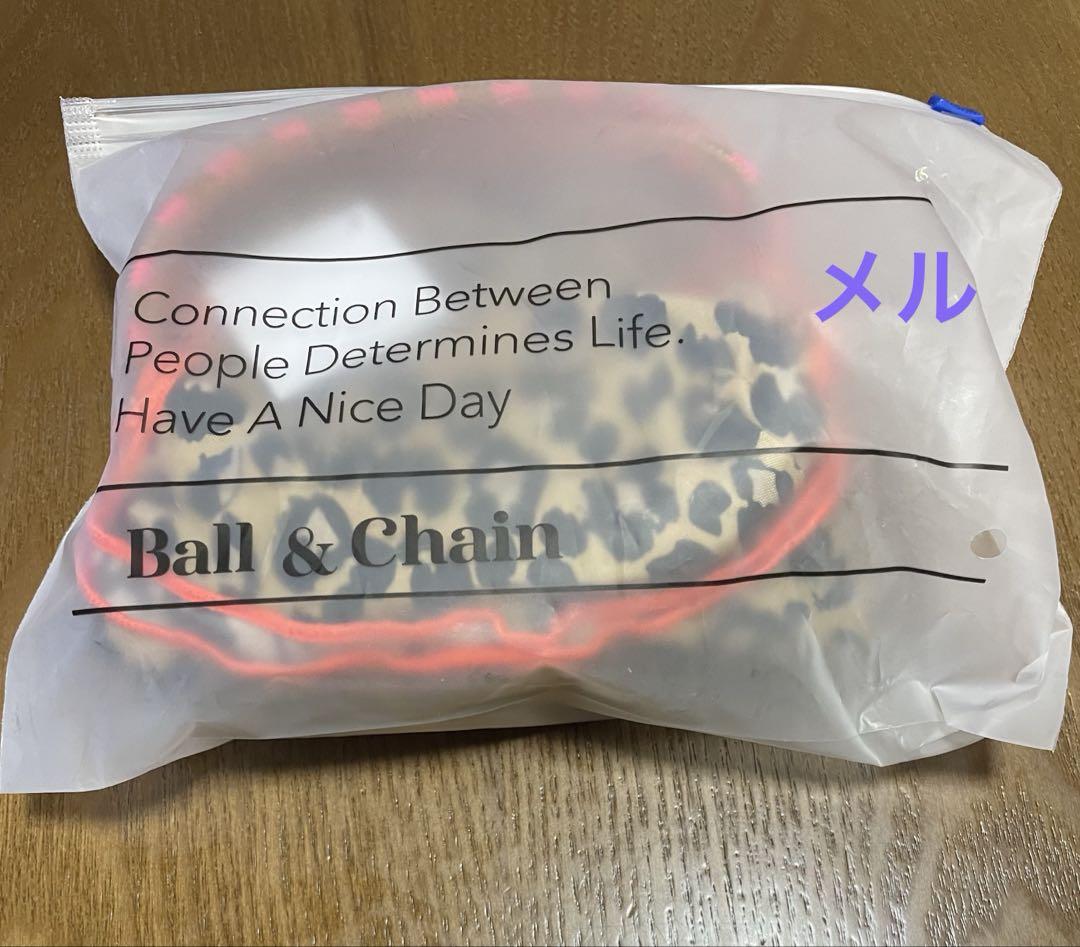 Connection Between
People Determines Life.
Have A Nice Day
メル
Ball & Chain